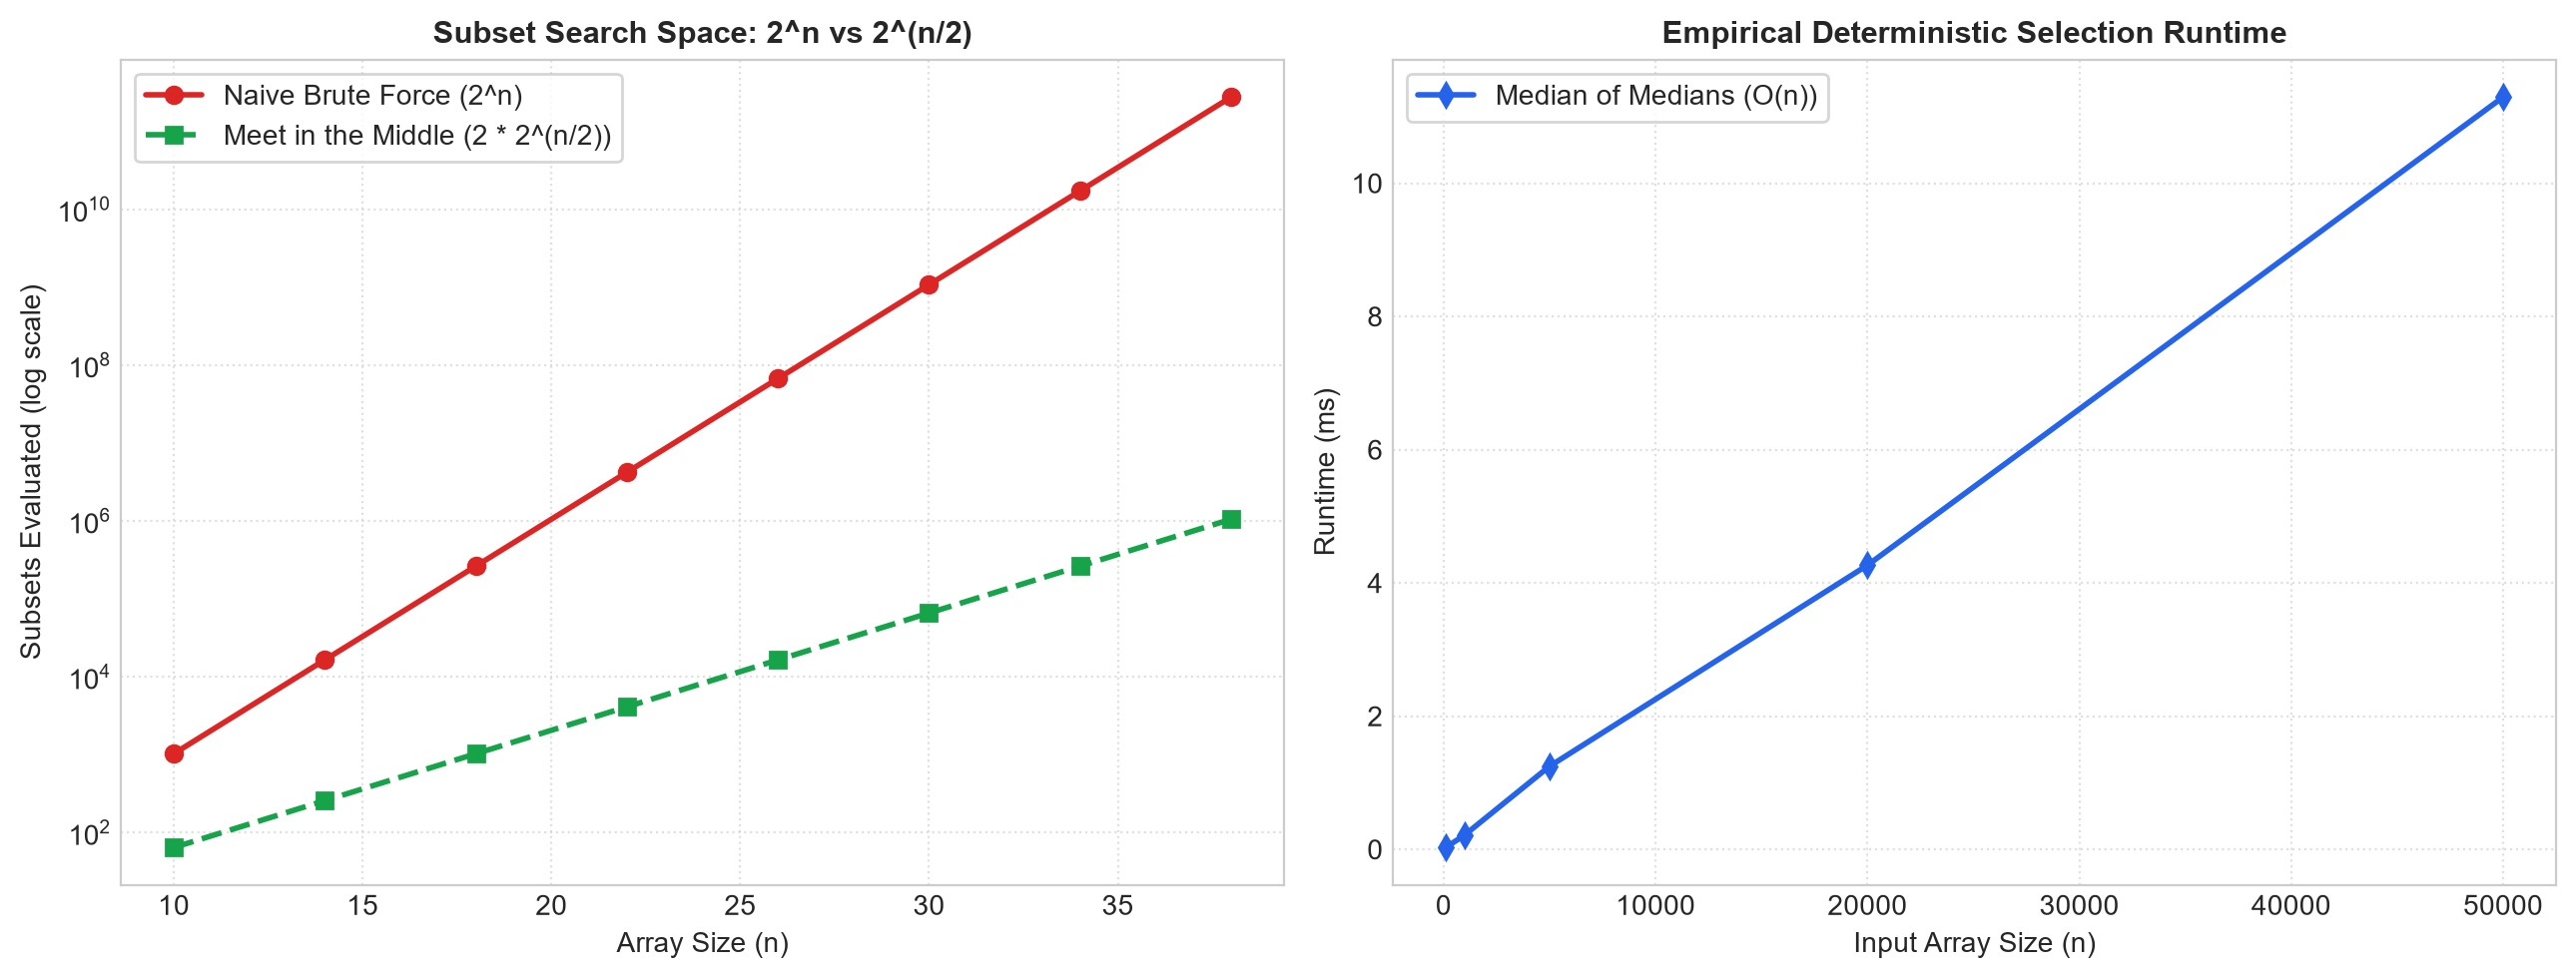 Subset Search Space: 2^n vs 2^(n/2)
Naive Brute Force (2^n)
Meet in the Middle (2 * 2^(n/2))
Subsets Evaluated (log scale)
10^10
10^8
10^6
10^4
10^2
10 15 20 25 30 35
Array Size (n)
Empirical Deterministic Selection Runtime
Median of Medians (O(n))
Runtime (ms)
10
8
6
4
2
0
0 10000 20000 30000 40000 50000
Input Array Size (n)